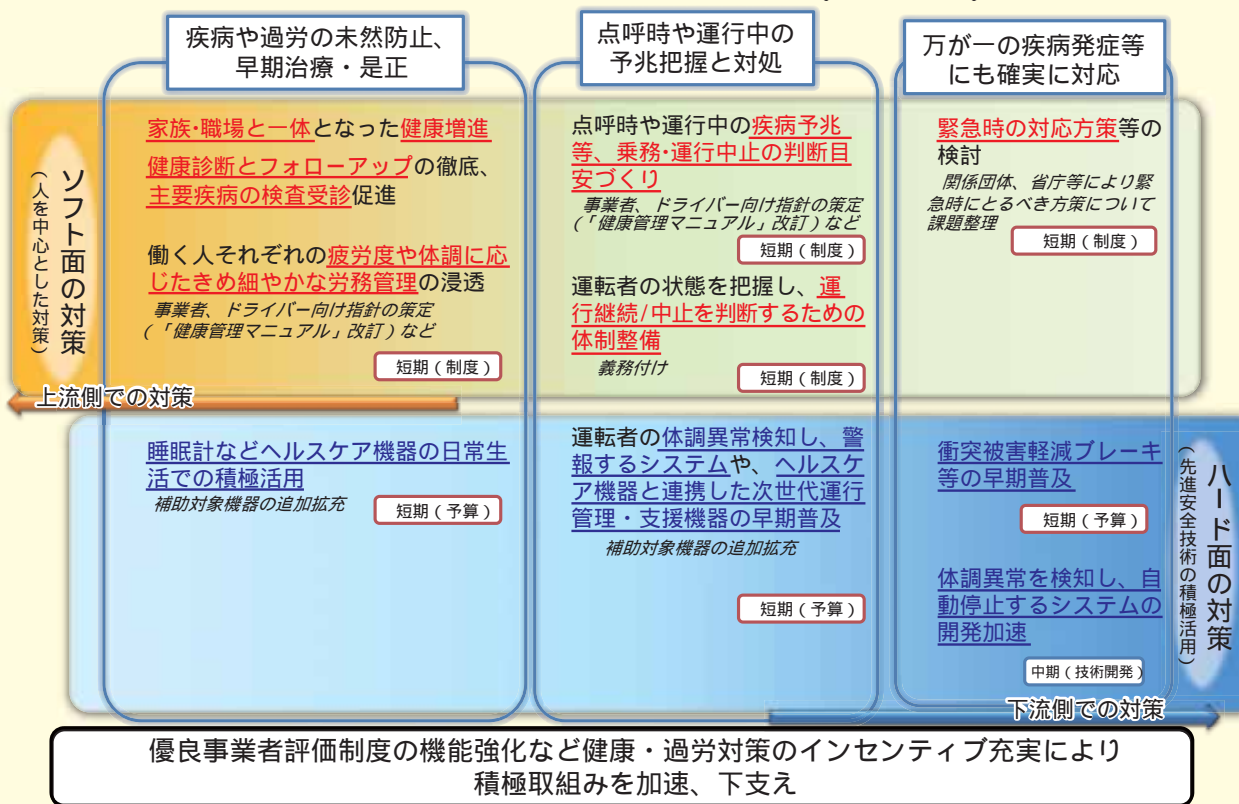 疾病や過労の未然防止、
早期治療・是正
点呼時や運行中の
予兆把握と対処
万が一の疾病発症等
にも確実に対応
ソフト面の対策
(人を中心とした対策)
家族・職場と一体となった健康増進
健康診断とフォローアップの徹底、
主要疾病の検査受診促進
働く人それぞれの疲労度や体調に応
じたきめ細やかな労務管理の浸透
事業者、ドライバー向け指針の策定
(「健康管理マニュアル」改訂)など
短期(制度)
点呼時や運行中の疾病予兆
等、乗務・運行中止の判断目
安づくり
事業者、ドライバー向け指針の策定
(「健康管理マニュアル」改訂)など
短期(制度)
運転者の状態を把握し、運
行継続/中止を判断するための
体制整備
義務付け
短期(制度)
緊急時の対応方策等の
検討
関係団体、省庁等により緊
急時にとるべき方策について
課題整理
短期(制度)
上流側での対策
睡眠計などヘルスケア機器の日常生
活での積極活用
補助対象機器の追加拡充
短期(予算)
運転者の体調異常検知し、警
報するシステムや、ヘルスケ
ア機器と連携した次世代運行
管理・支援機器の早期普及
補助対象機器の追加拡充
短期(予算)
衝突被害軽減ブレーキ
等の早期普及
短期(予算)
体調異常を検知し、自
動停止するシステムの
開発加速
中期(技術開発)
ハード面の対策
(先進安全技術の積極活用)
下流側での対策
優良事業者評価制度の機能強化など健康・過労対策のインセンティブ充実により
積極取組みを加速、下支え